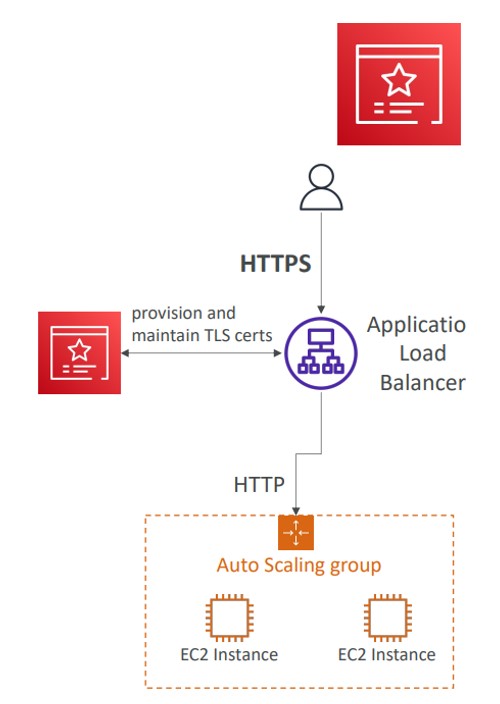 HTTPS
provision and
maintain TLS certs
Applicatio
Load
Balancer
HTTP
Auto Scaling group
EC2 Instance
EC2 Instance